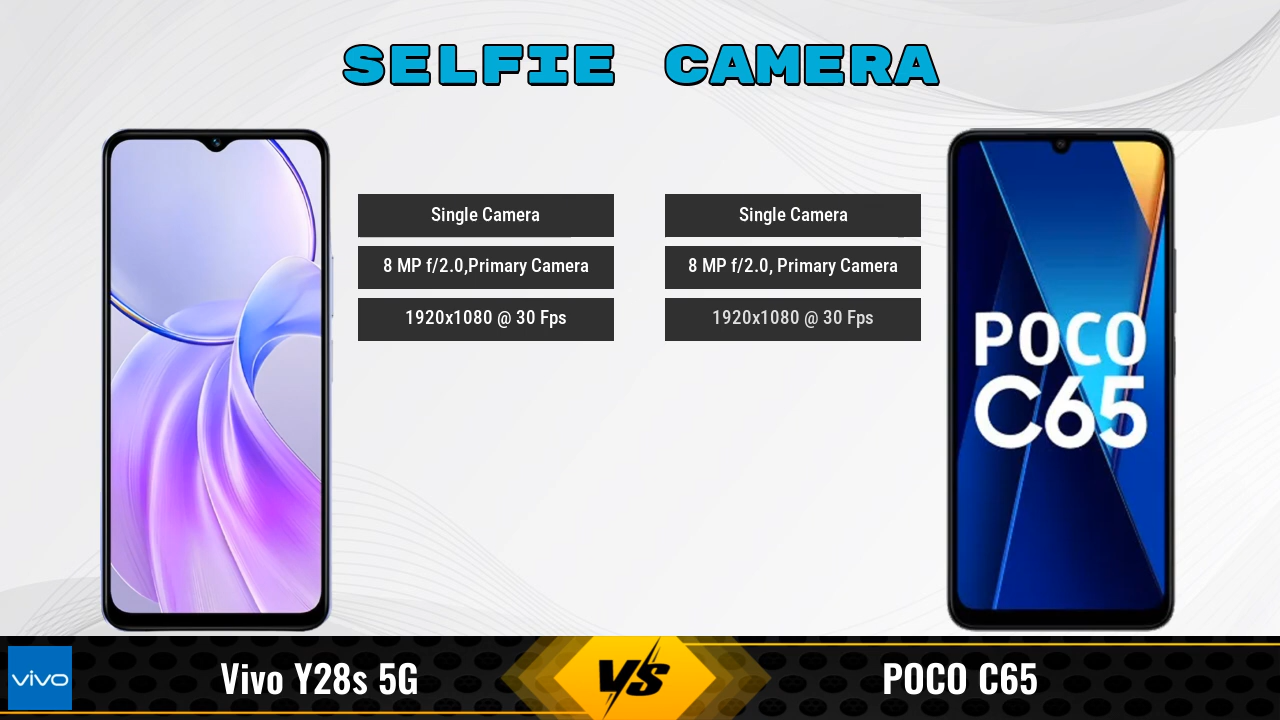 SELFIE CAMERA
Single Camera
8 MP f/2.0,Primary Camera
1920x1080 @ 30 Fps
Single Camera
8 MP f/2.0, Primary Camera
1920x1080 @ 30 Fps
POCO
C65
vivo
Vivo Y28s 5G
VS
POCO C65